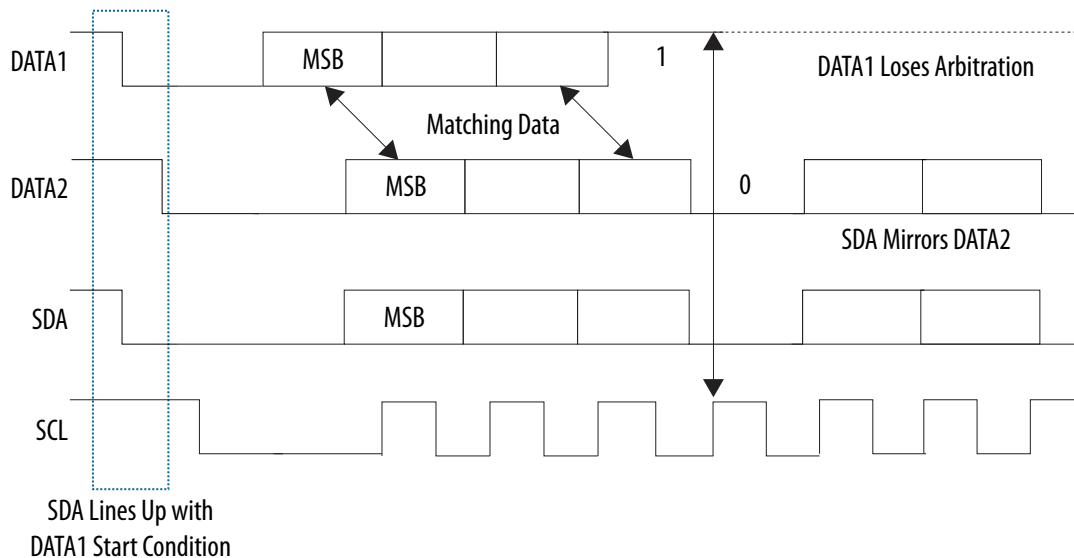 DATA1
MSB
1
DATA1 Loses Arbitration
Matching Data
DATA2
MSB
0
SDA Mirrors DATA2
SDA
MSB
SCL
SDA Lines Up with
DATA1 Start Condition